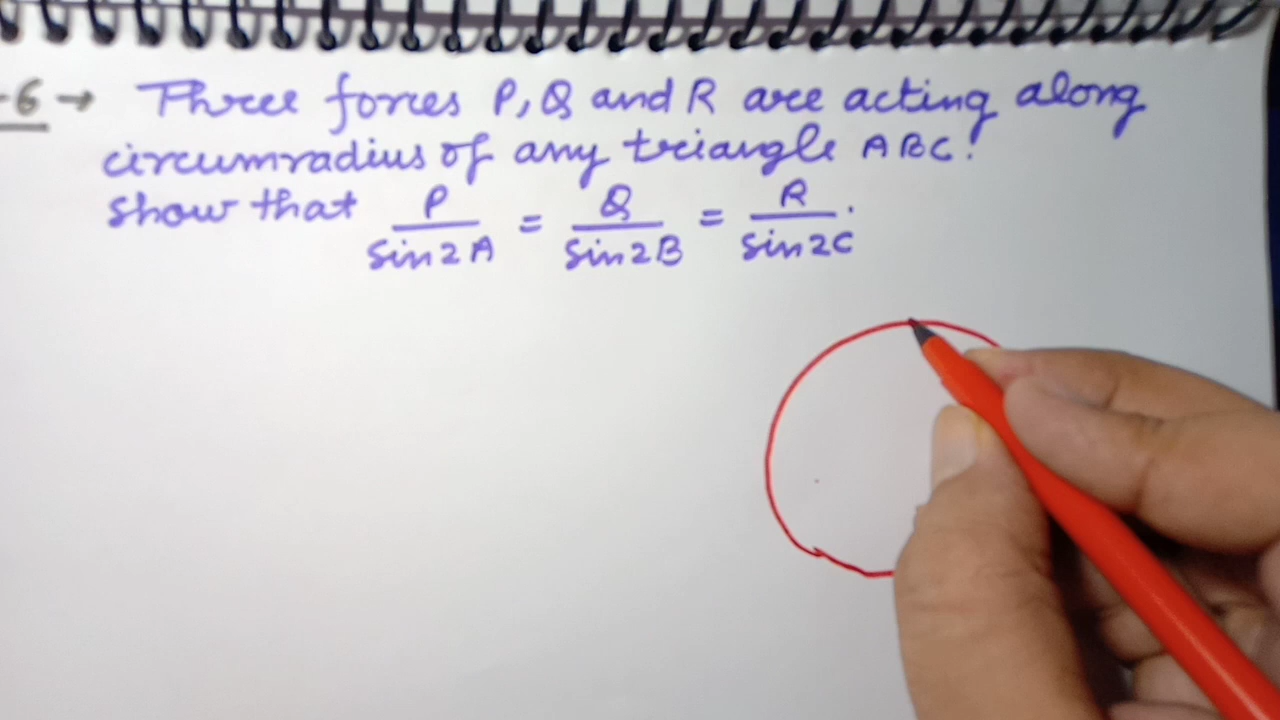 -6 → Three forces P, Q and R are acting along
circumradius of any triangle ABC.
Show that P/sin2A = Q/sin2B = R/sin2C.